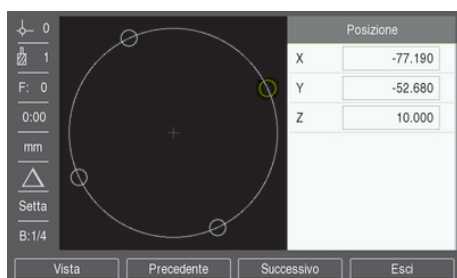 0
Posizione
1
X -77.190
F: 0
Y -52.680
0:00
Z 10.000
mm
Setta
B:1/4
Vista Precedente Successivo Esci